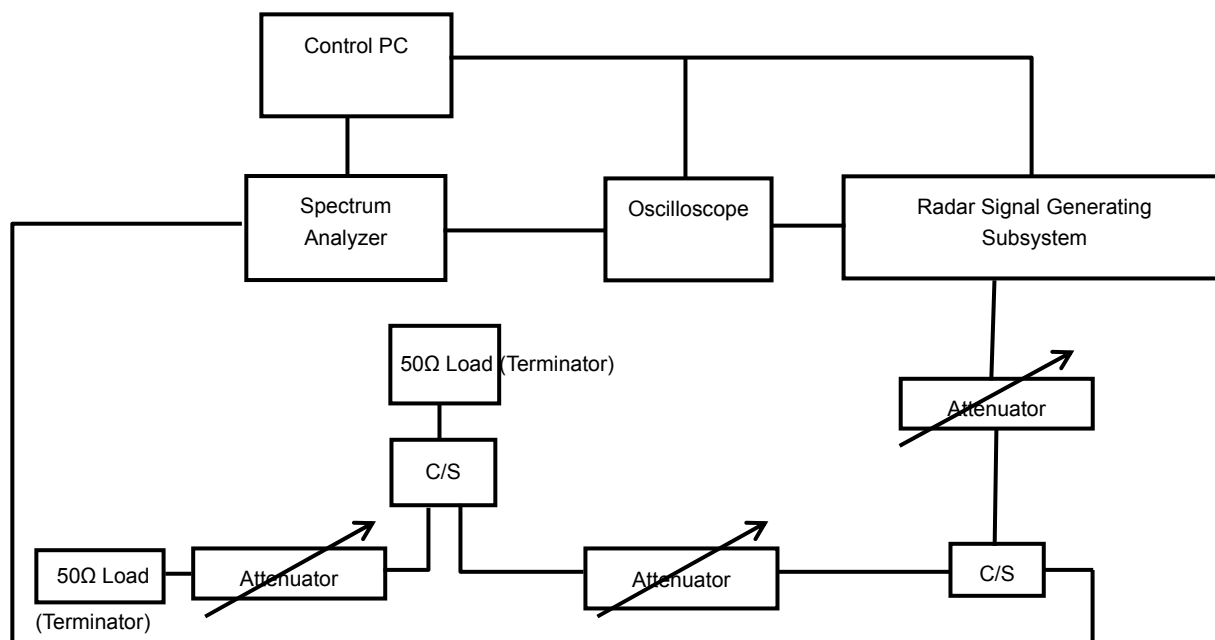 Control PC
Spectrum
Analyzer
Oscilloscope
Radar Signal Generating
Subsystem
50Ω Load (Terminator)
Attenuator
C/S
50Ω Load
(Terminator)
Attenuator
Attenuator
C/S